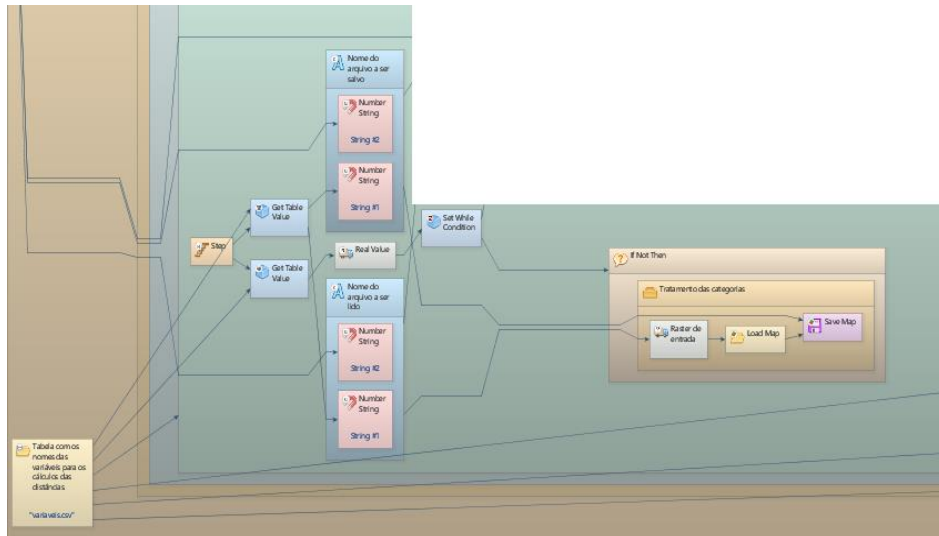 Nome do
arquivo a ser
salvo
Number
String
String #2
Number
String
String #1
Get Table
Value
Step
Get Table
Value
Real Value
Set While
Condition
Nome do
arquivo a ser
lido
Number
String
String #2
Number
String
String #1
If Not Then
Tratamento das categorias
Raster de
entrada
Load Map
Save Map
Tabela com os
nomes das
variáveis para os
cálculos das
distâncias
"variaveis.csv"